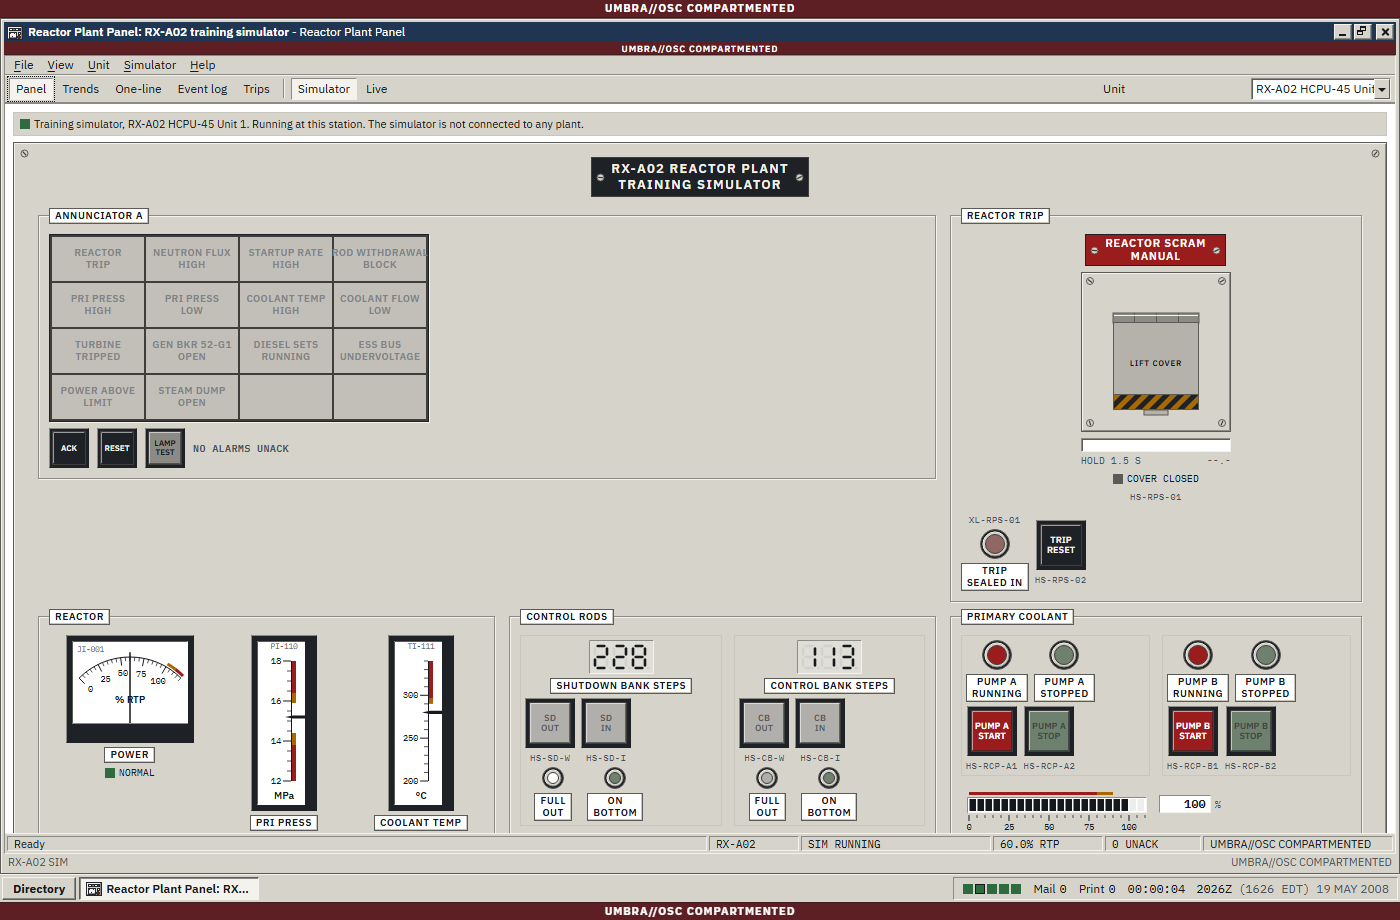 UMBRA//OSC COMPARTMENTED
Reactor Plant Panel: RX-A02 training simulator - Reactor Plant Panel
UMBRA//OSC COMPARTMENTED
File View Unit Simulator Help
Panel Trends One-line Event log Trips Simulator Live Unit RX-A02 HCPU-45 Unit
Training simulator, RX-A02 HCPU-45 Unit 1. Running at this station. The simulator is not connected to any plant.
RX-A02 REACTOR PLANT
TRAINING SIMULATOR
ANNUNCIATOR A
REACTOR TRIP
NEUTRON FLUX HIGH
STARTUP RATE HIGH
ROD WITHDRAWAL BLOCK
PRI PRESS HIGH
PRI PRESS LOW
COOLANT TEMP HIGH
COOLANT FLOW LOW
TURBINE TRIPPED
GEN BKR 52-G1 OPEN
DIESEL SETS RUNNING
ESS BUS UNDERVOLTAGE
POWER ABOVE LIMIT
STEAM DUMP OPEN
ACK
RESET
LAMP TEST
NO ALARMS UNACK
REACTOR TRIP
REACTOR SCRAM
MANUAL
LIFT COVER
HOLD 1.5 S --.-
COVER CLOSED
HS-RPS-01
XL-RPS-01
TRIP
SEALED IN
TRIP
RESET
HS-RPS-02
REACTOR
JI-001
0 25 50 75 100
% RTP
POWER
NORMAL
PI-110
18
16
14
12
MPa
PRI PRESS
TI-111
300
250
200
°C
COOLANT TEMP
CONTROL RODS
228
SHUTDOWN BANK STEPS
SD OUT
SD IN
HS-SD-W HS-SD-I
FULL OUT
ON BOTTOM
113
CONTROL BANK STEPS
CB OUT
CB IN
HS-CB-W HS-CB-I
FULL OUT
ON BOTTOM
PRIMARY COOLANT
PUMP A RUNNING
PUMP A STOPPED
PUMP A START
PUMP A STOP
HS-RCP-A1 HS-RCP-A2
PUMP B RUNNING
PUMP B STOPPED
PUMP B START
PUMP B STOP
HS-RCP-B1 HS-RCP-B2
0 25 50 75 100
100 %
Ready RX-A02 SIM RUNNING 60.0% RTP 0 UNACK UMBRA//OSC COMPARTMENTED
RX-A02 SIM UMBRA//OSC COMPARTMENTED
Directory Reactor Plant Panel: RX... Mail 0 Print 0 00:00:04 2026Z (1626 EDT) 19 MAY 2008
UMBRA//OSC COMPARTMENTED